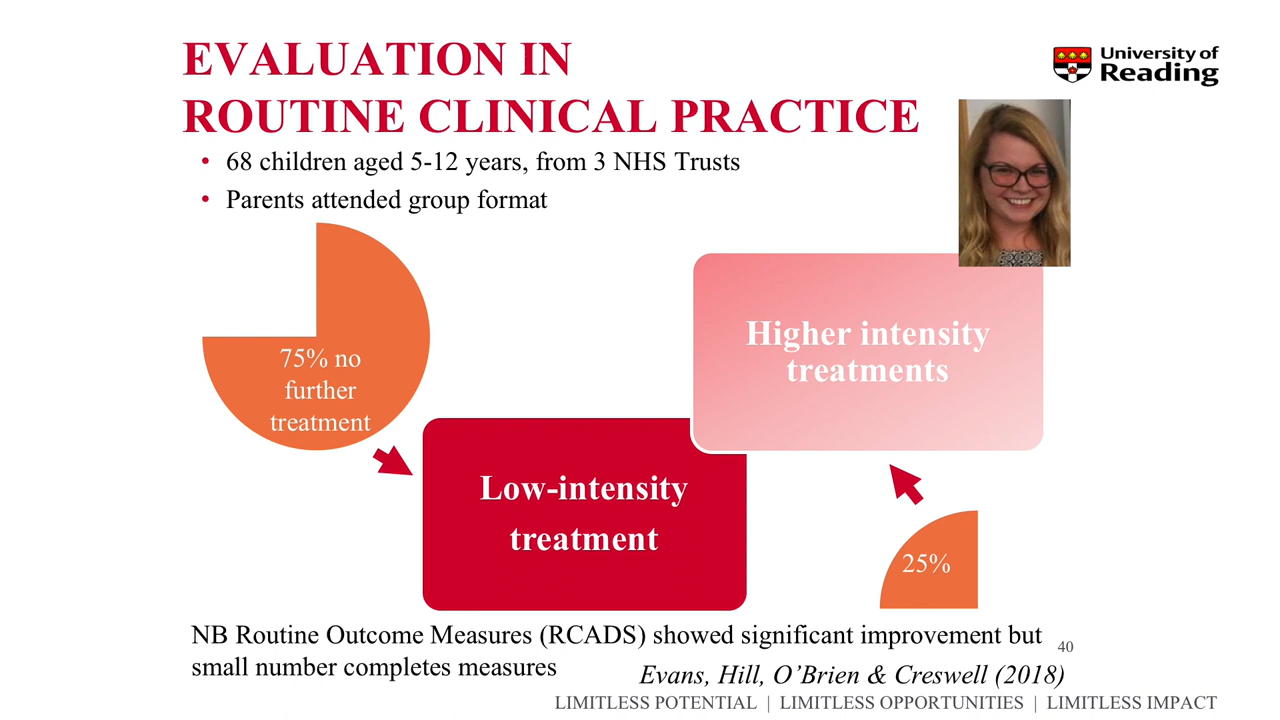 EVALUATION IN
ROUTINE CLINICAL PRACTICE
University of
Reading
• 68 children aged 5-12 years, from 3 NHS Trusts
• Parents attended group format
75% no
further
treatment
Higher intensity
treatments
Low-intensity
treatment
25%
NB Routine Outcome Measures (RCADS) showed significant improvement but
small number completes measures
40
Evans, Hill, O’Brien & Creswell (2018)
LIMITLESS POTENTIAL | LIMITLESS OPPORTUNITIES | LIMITLESS IMPACT